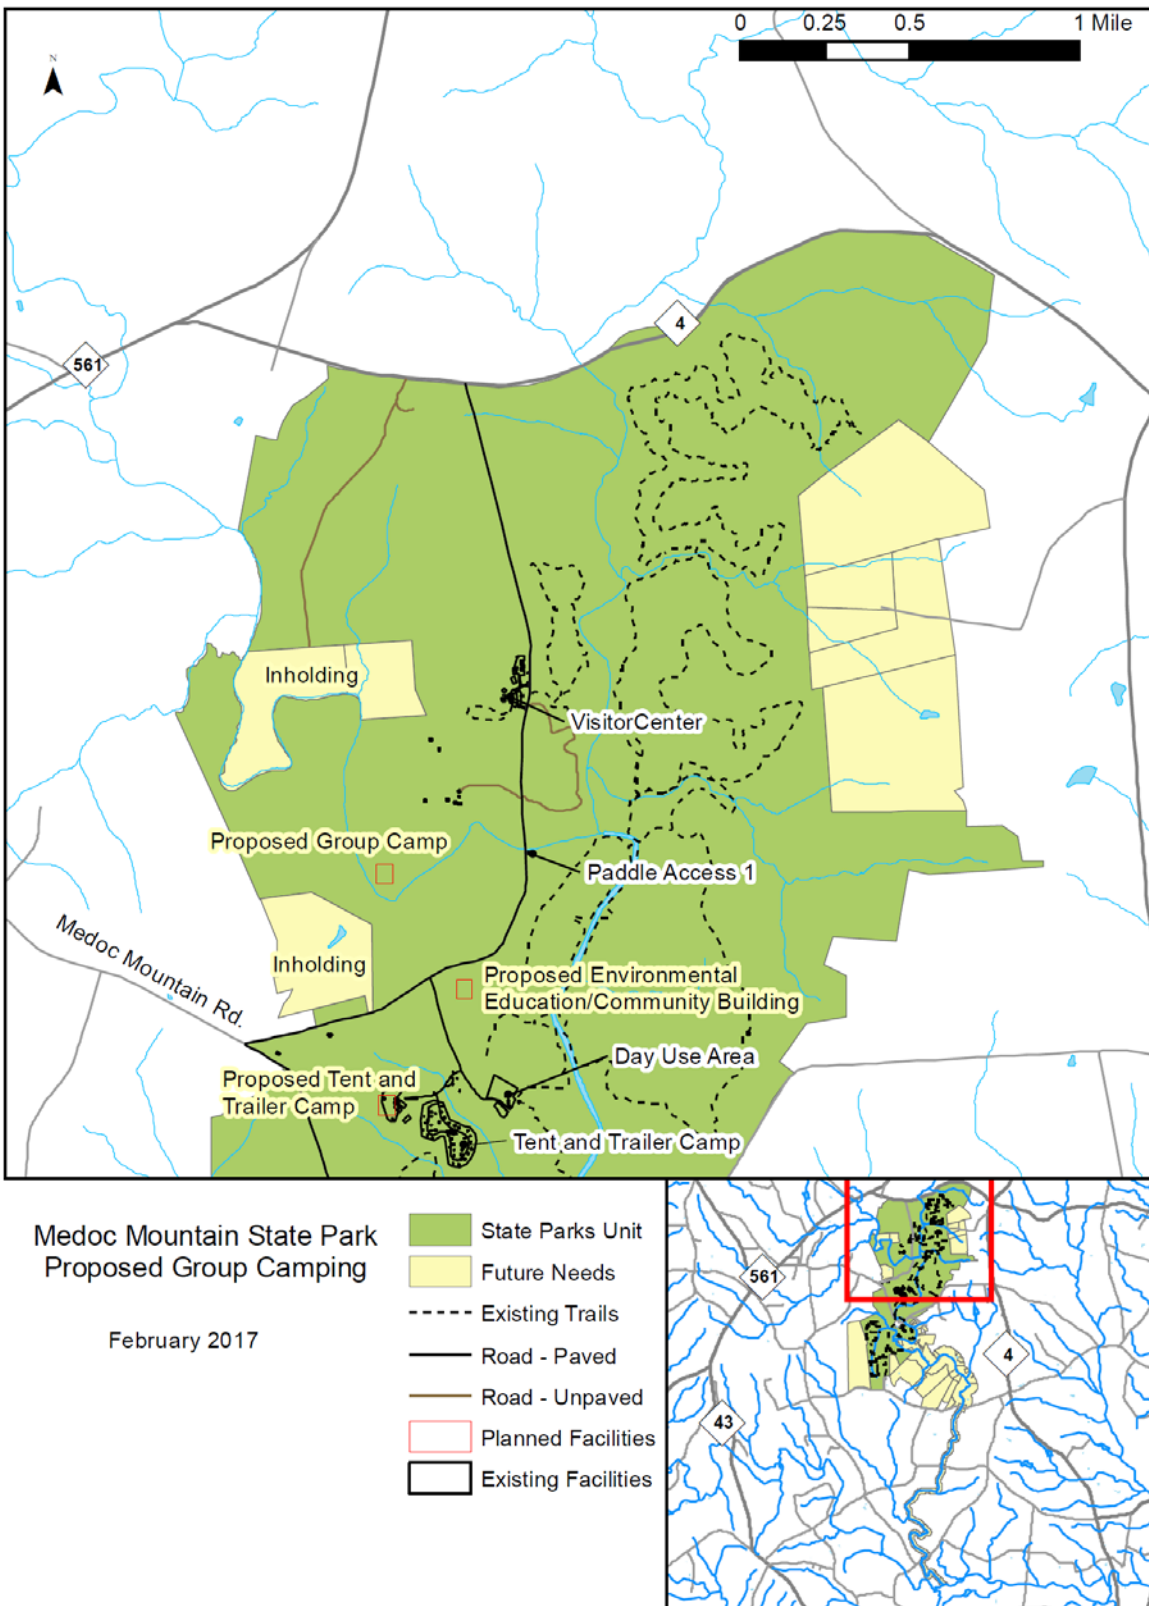 0 0.25 0.5 1 Mile
N
4
561
Inholding
VisitorCenter
Proposed Group Camp
Paddle Access 1
Medoc Mountain Rd.
Inholding
Proposed Environmental
Education/Community Building
Day Use Area
Proposed Tent and
Trailer Camp
Tent and Trailer Camp
Medoc Mountain State Park
Proposed Group Camping
February 2017
State Parks Unit
Future Needs
Existing Trails
Road - Paved
Road - Unpaved
Planned Facilities
Existing Facilities
561
4
43